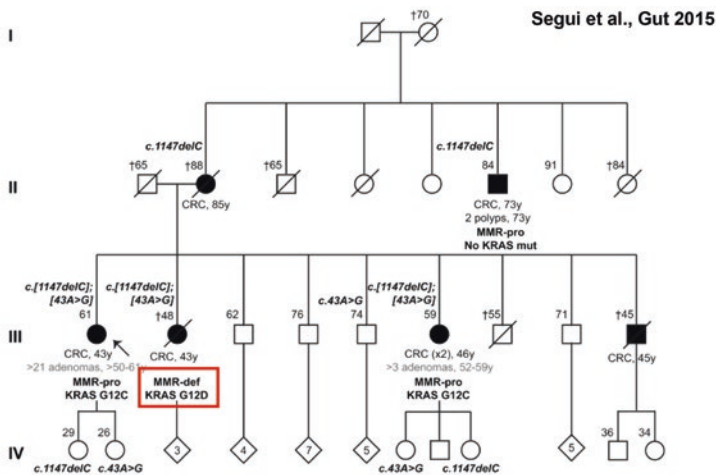 Segui et al., Gut 2015
I
†70
c.1147delC
c.1147delC
†65
†88
†65
84
91
†84
II
CRC, 85y
CRC, 73y
2 polyps, 73y
MMR-pro
No KRAS mut
c.[1147delC];
[43A>G]
c.[1147delC];
[43A>G]
c.43A>G
c.[1147delC];
[43A>G]
61
†48
62
76
74
59
†55
71
†45
III
CRC, 43y
CRC, 43y
CRC (x2), 46y
CRC, 45y
>21 adenomas, >50-61y
>3 adenomas, 52-59y
MMR-pro
KRAS G12C
MMR-def
KRAS G12D
MMR-pro
KRAS G12C
29
26
36
34
IV
3
4
7
5
5
c.1147delC
c.43A>G
c.43A>G
c.1147delC